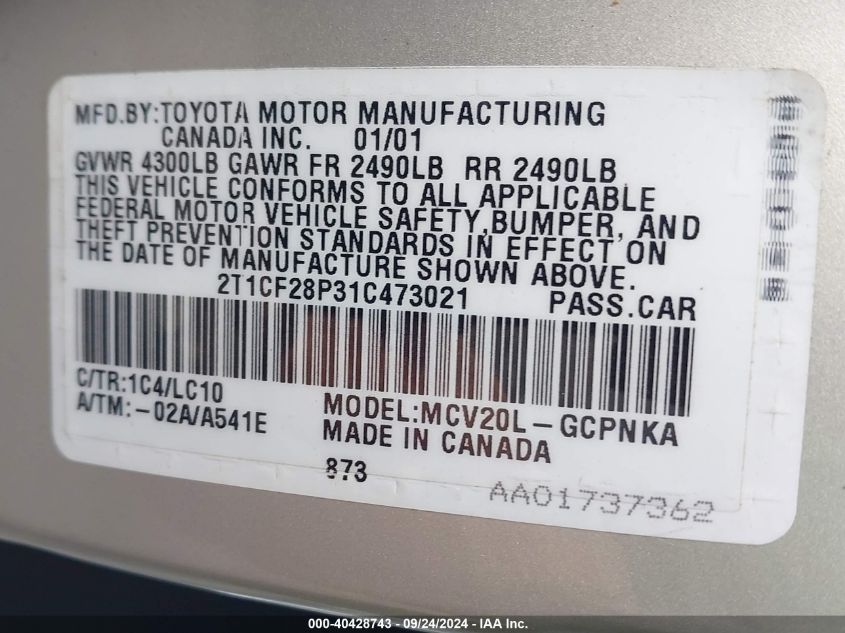 MFD.BY:TOYOTA MOTOR MANUFACTURING
CANADA INC. 01/01
GVWR 4300LB GAWR FR 2490LB RR 2490LB
THIS VEHICLE CONFORMS TO ALL APPLICABLE
FEDERAL MOTOR VEHICLE SAFETY,BUMPER, AND
THEFT PREVENTION STANDARDS IN EFFECT ON
THE DATE OF MANUFACTURE SHOWN ABOVE.
2T1CF28P31C473021 PASS.CAR
C/TR:1C4/LC10
A/TM:-02A/A541E
MODEL:MCV20L-GCPNKA
MADE IN CANADA
873
AA01737362
000-40428743 - 09/24/2024 - IAA Inc.